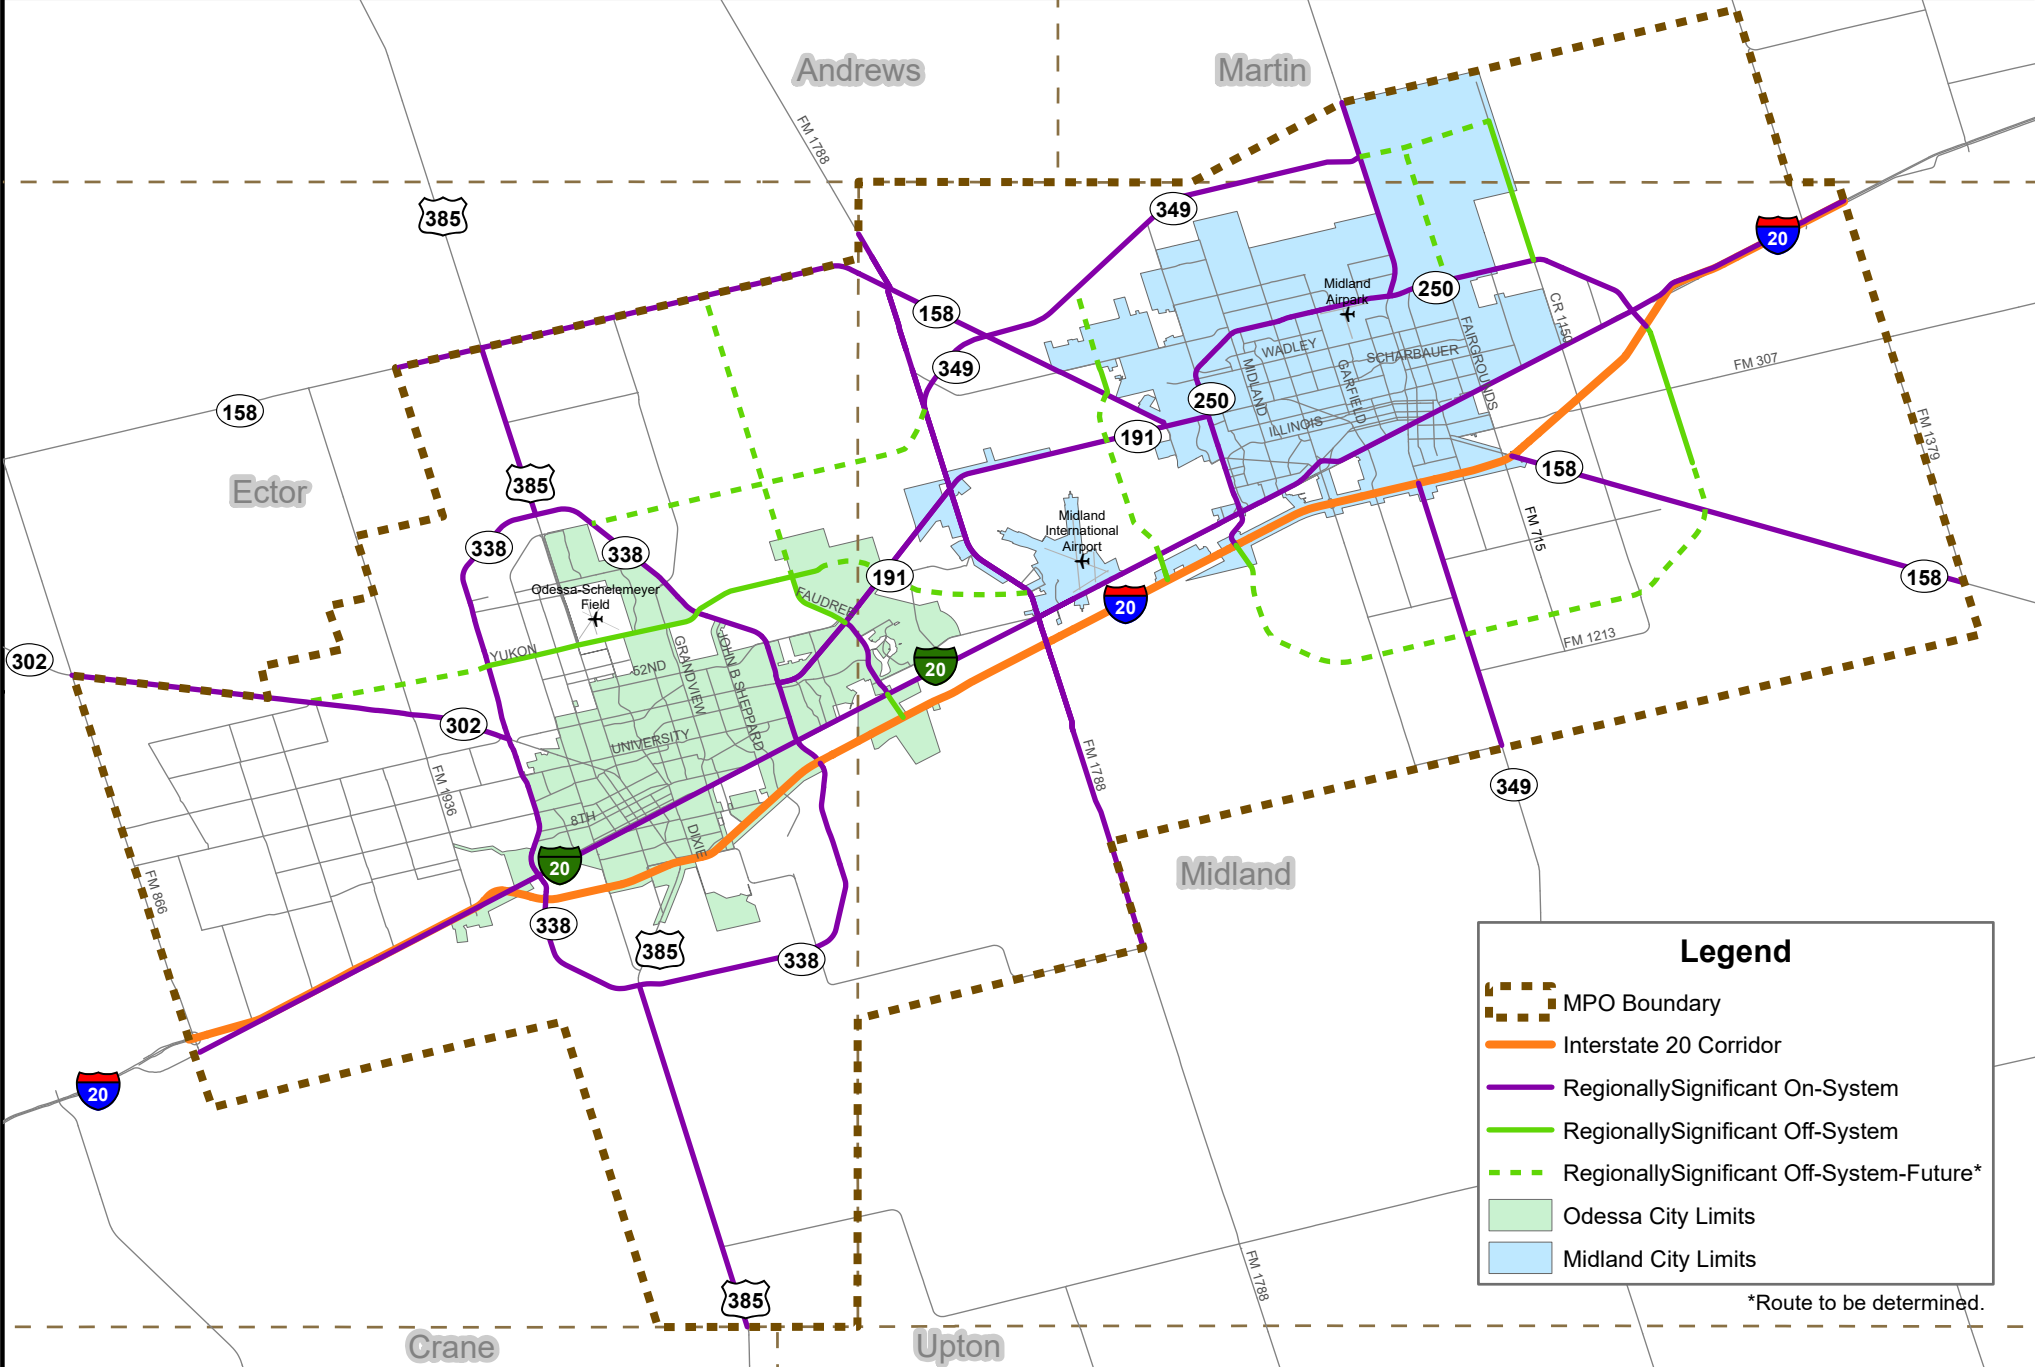 Andrews
Martin
FM 1788
385
349
20
Midland
Airpark
250
158
CR 1150
FAIRGROUNDS
WADLEY
SCHARBAUER
FM 307
349
MIDLAND
GARFIELD
250
158
FM 1379
191
ILLINOIS
158
Ector
385
FM 715
Midland
International
Airport
338
338
191
158
Odessa-Schelemeyer
Field
FAUDREE
20
FM 1213
YUKON
302
52ND
GRANDVIEW
JOHN B SHEPPARD
20
302
UNIVERSITY
FM 1936
FM 1788
349
8TH
DIXIE
20
Midland
FM 866
338
385
338
20
Legend
MPO Boundary
Interstate 20 Corridor
RegionallySignificant On-System
RegionallySignificant Off-System
RegionallySignificant Off-System-Future*
Odessa City Limits
Midland City Limits
*Route to be determined.
FM 1788
385
Crane
Upton